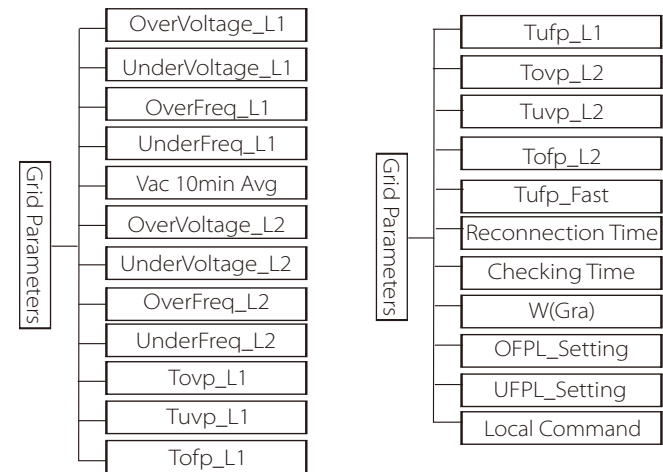 Grid Parameters
OverVoltage_L1
UnderVoltage_L1
OverFreq_L1
UnderFreq_L1
Vac 10min Avg
OverVoltage_L2
UnderVoltage_L2
OverFreq_L2
UnderFreq_L2
Tovp_L1
Tuvp_L1
Tofp_L1
Grid Parameters
Tufp_L1
Tovp_L2
Tuvp_L2
Tofp_L2
Tufp_Fast
Reconnection Time
Checking Time
W(Gra)
OFPL_Setting
UFPL_Setting
Local Command